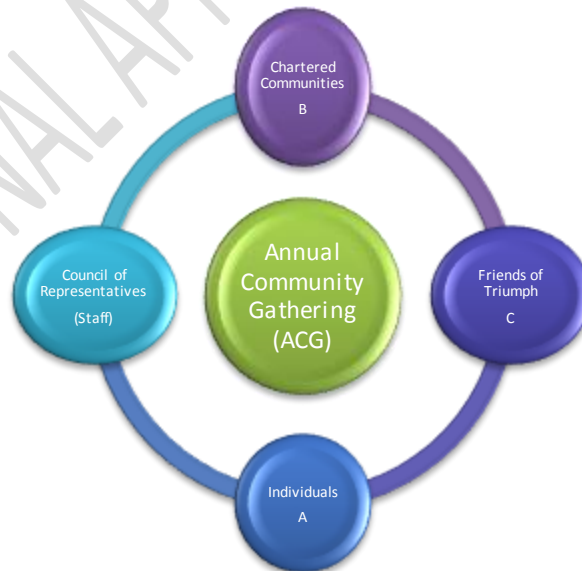 Chartered
Communities
B
Council of
Representatives
(Staff)
Annual
Community
Gathering
(ACG)
Friends of
Triumph
C
Individuals
A